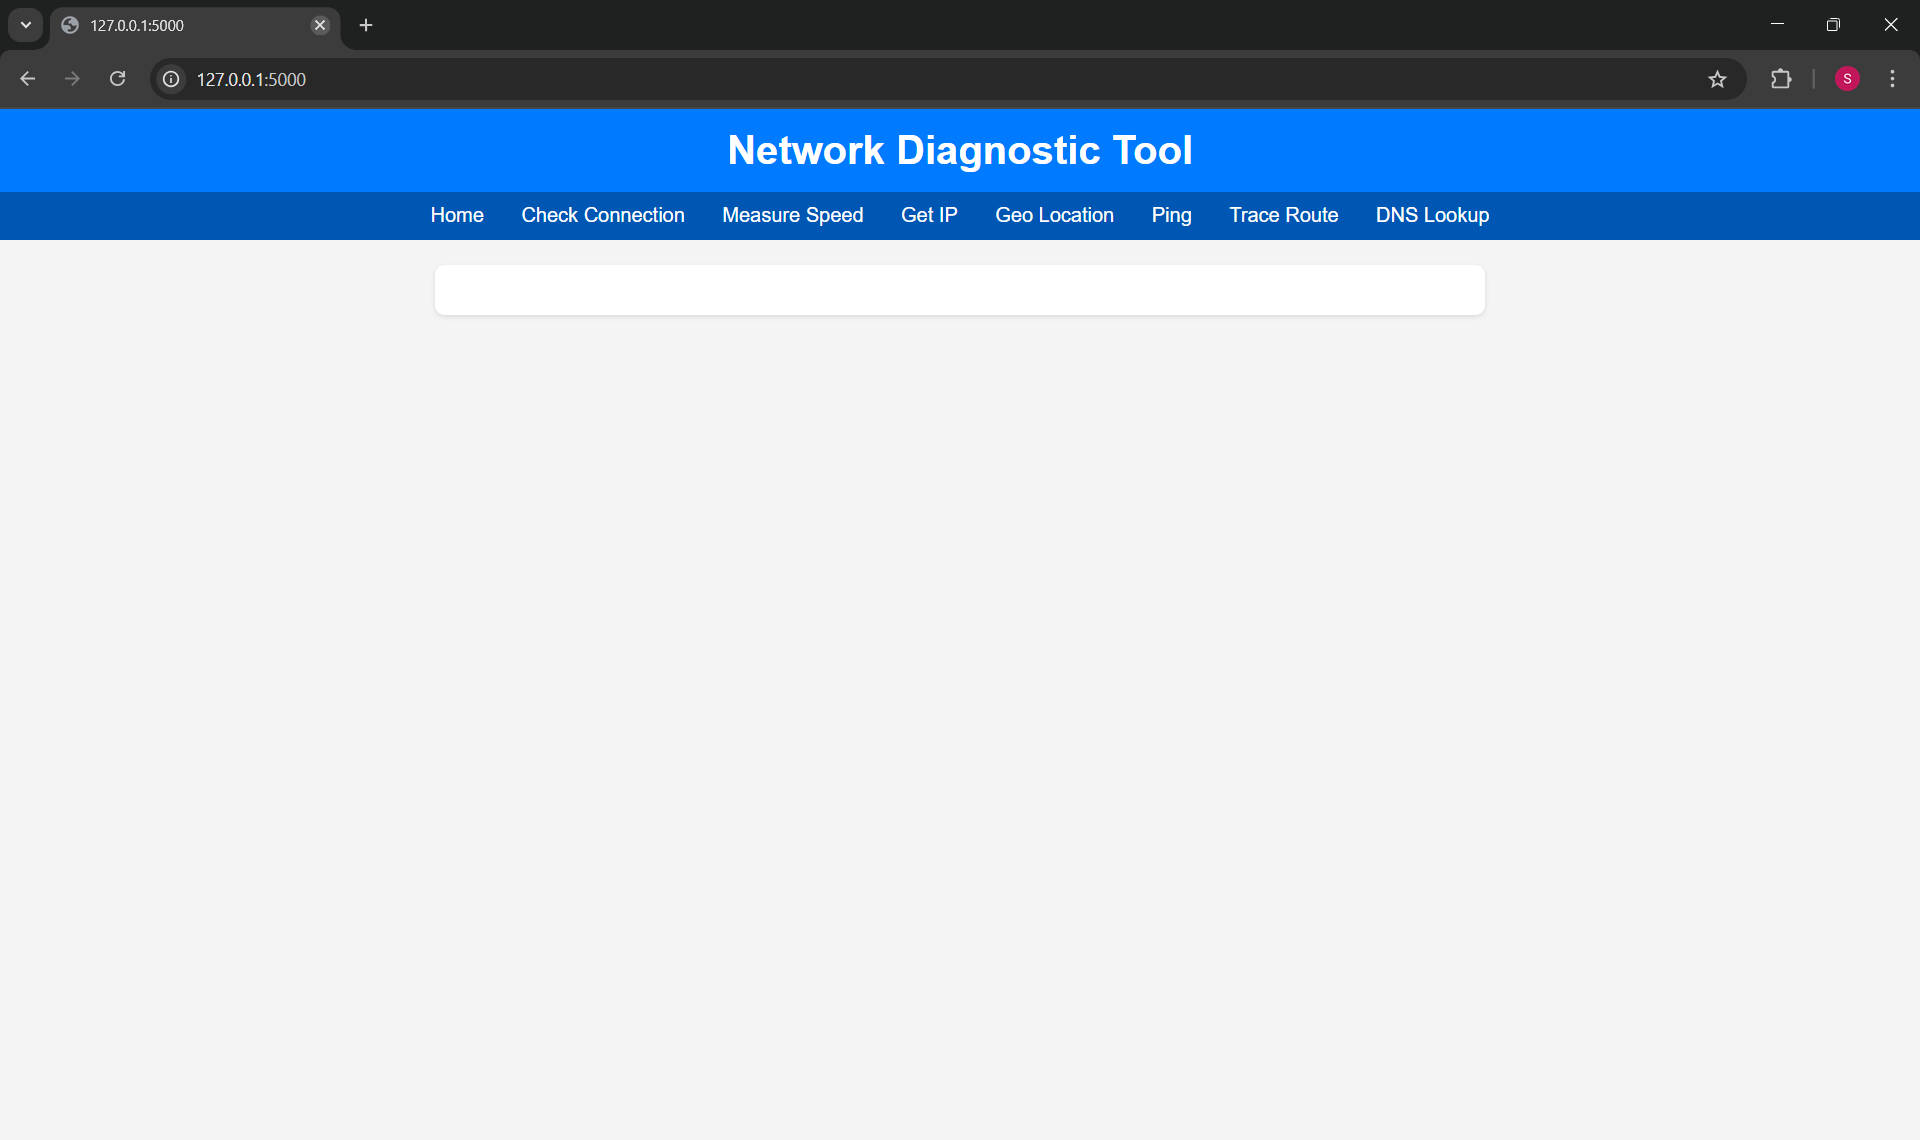 127.0.0.1:5000
127.0.0.1:5000
S
Network Diagnostic Tool
Home Check Connection Measure Speed Get IP Geo Location Ping Trace Route DNS Lookup